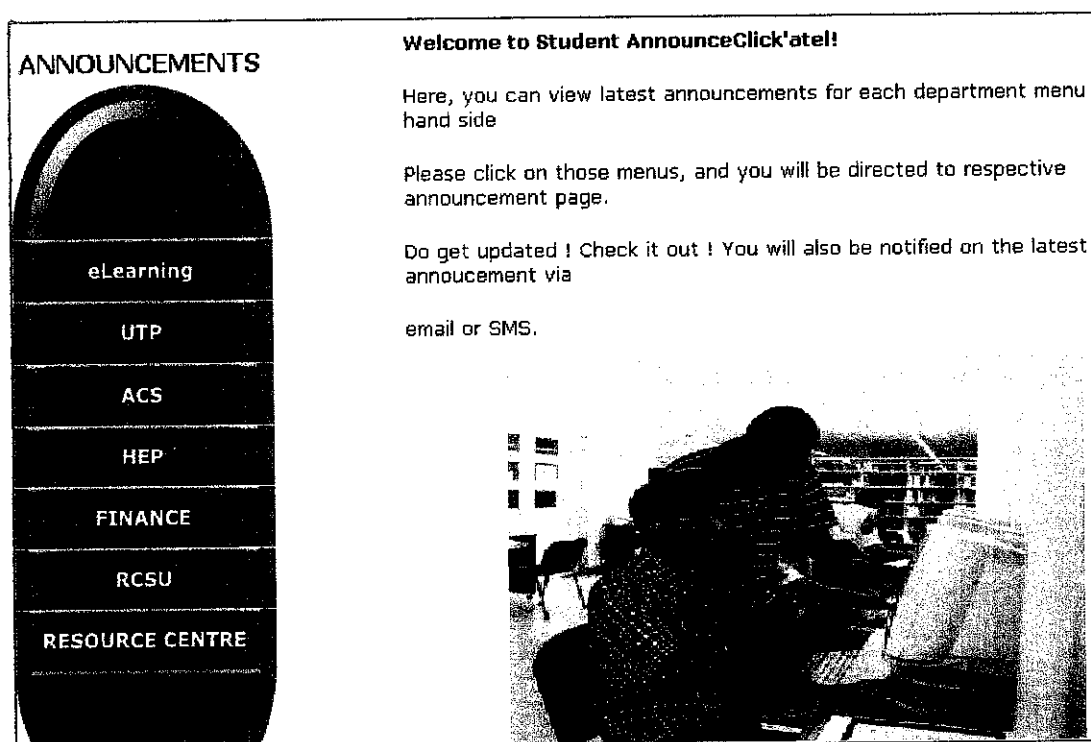 ANNOUNCEMENTS
eLearning
UTP
ACS
HEP
FINANCE
RCSU
RESOURCE CENTRE
Welcome to Student AnnounceClick'atel!
Here, you can view latest announcements for each department menu
hand side
Please click on those menus, and you will be directed to respective
announcement page.
Do get updated ! Check it out ! You will also be notified on the latest
annoucement via
email or SMS.